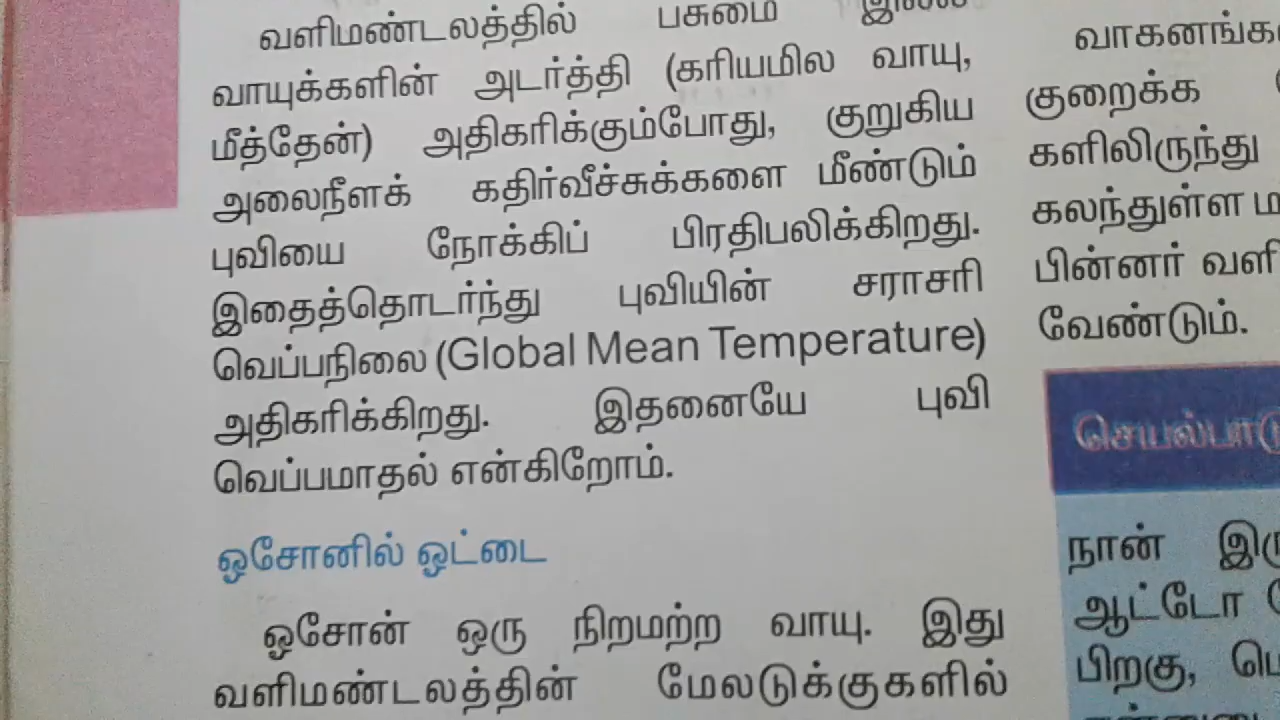 வளிமண்டலத்தில் பசுமை இல்ல
வாயுக்களின் அடர்த்தி (கரியமில வாயு,
மீத்தேன்) அதிகரிக்கும்போது, குறுகிய
அலைநீளக் கதிர்வீச்சுக்களை மீண்டும்
புவியை நோக்கிப் பிரதிபலிக்கிறது.
இதைத்தொடர்ந்து புவியின் சராசரி
வெப்பநிலை (Global Mean Temperature)
அதிகரிக்கிறது. இதனையே புவி
வெப்பமாதல் என்கிறோம்.
ஓசோனில் ஓட்டை
ஓசோன் ஒரு நிறமற்ற வாயு. இது
வளிமண்டலத்தின் மேலடுக்குகளில்
குறைக்க
களிலிருந்து
கலந்துள்ள
பின்னர்
வேண்டும்.
நான்
ஆட்டோ
பிறகு,